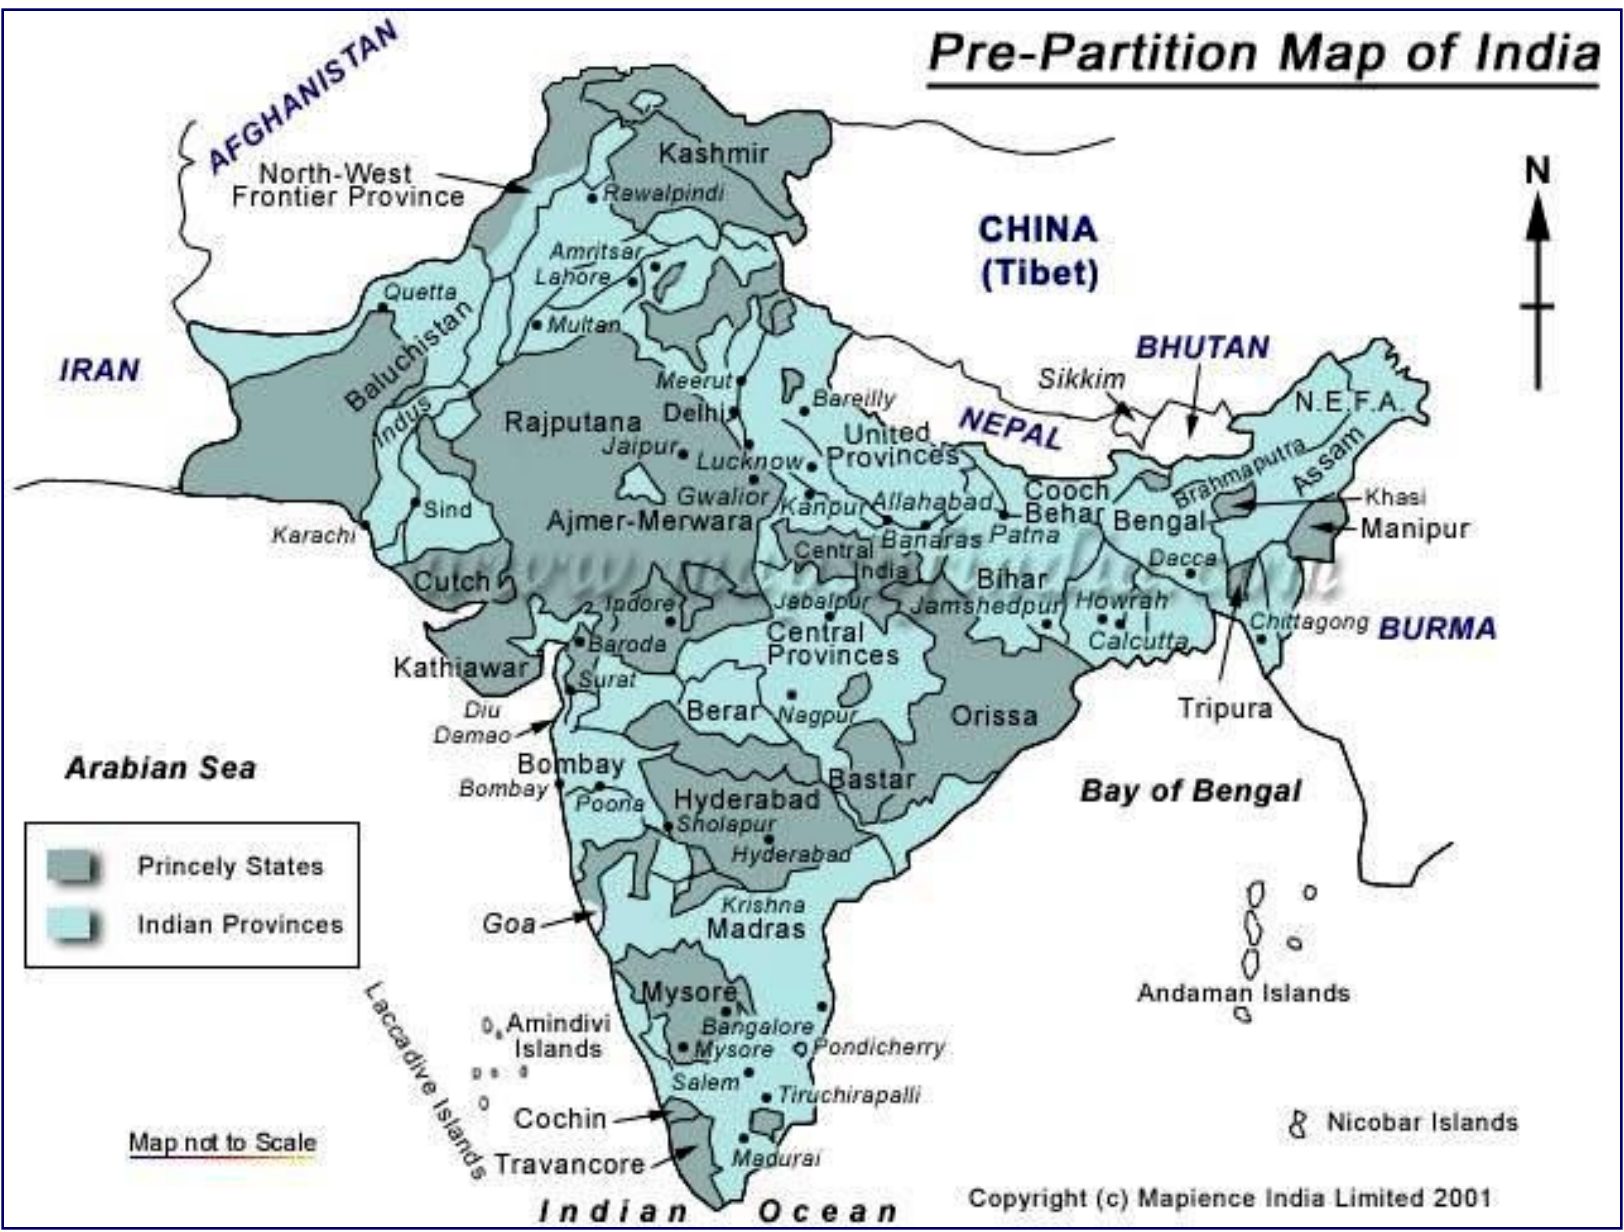 Pre-Partition Map of India
AFGHANISTAN
North-West
Frontier Province
Kashmir
Rawalpindi
N
CHINA
(Tibet)
Amritsar
Lahore
Quetta
Multan
Baluchistan
IRAN
BHUTAN
Sikkim
Meerut
Delhi
Bareilly
NEPAL
N.E.F.A.
Indus
Rajputana
Jaipur
United
Provinces
Lucknow
Brahmaputra
Assam
Gwalior
Kanpur
Allahabad
Cooch
Behar
Bengal
Khasi
Manipur
Sind
Karachi
Ajmer-Merwara
Banaras
Patna
Central
India
Dacca
Cutch
Bihar
Ipdore
Jabalpur
Jamshedpur
Howrah
Calcutta
Chittagong
BURMA
Baroda
Central
Provinces
Kathiawar
Surat
Diu
Damao
Berar
Nagpur
Orissa
Tripura
Arabian Sea
Bombay
Bombay
Poona
Bastar
Hyderabad
Sholapur
Hyderabad
Bay of Bengal
Princely States
Indian Provinces
Goa
Krishna
Madras
Mysore
Bangalore
Mysore
Pondicherry
Andaman Islands
Laccadive Islands
Amindivi
Islands
Salem
Tiruchirapalli
Cochin
Travancore
Madurai
Nicobar Islands
Map not to Scale
Indian Ocean
Copyright (c) Mapience India Limited 2001